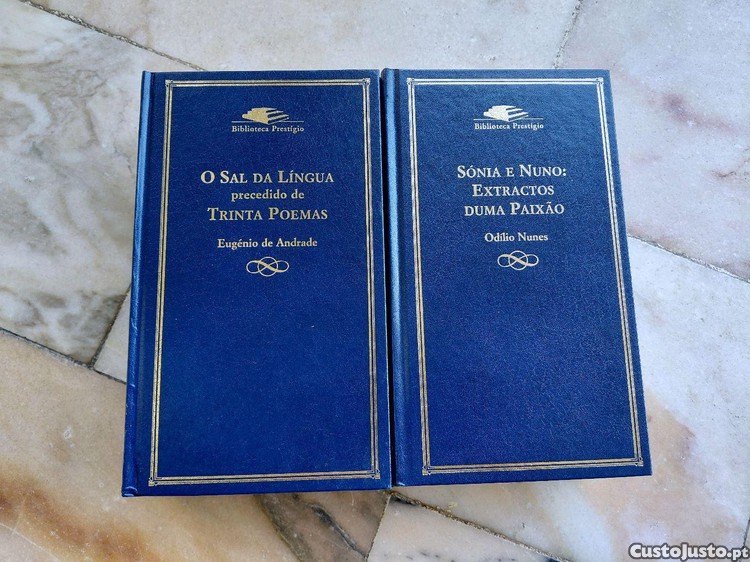 Biblioteca Prestígio
O Sal da Língua
precedido de
Trinta Poemas
Eugénio de Andrade
Biblioteca Prestígio
Sónia e Nuno:
Extractos
duma Paixão
Odílio Nunes
CustoJusto.pt